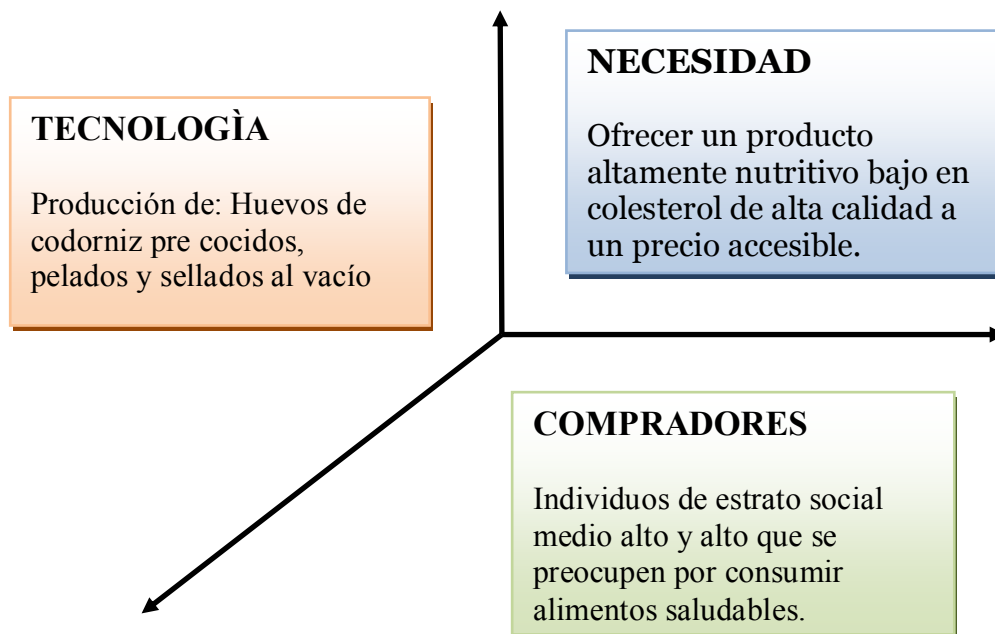 TECNOLOGÌA
Producción de: Huevos de
codorniz pre cocidos,
pelados y sellados al vacío
NECESIDAD
Ofrecer un producto
altamente nutritivo bajo en
colesterol de alta calidad a
un precio accesible.
COMPRADORES
Individuos de estrato social
medio alto y alto que se
preocupen por consumir
alimentos saludables.